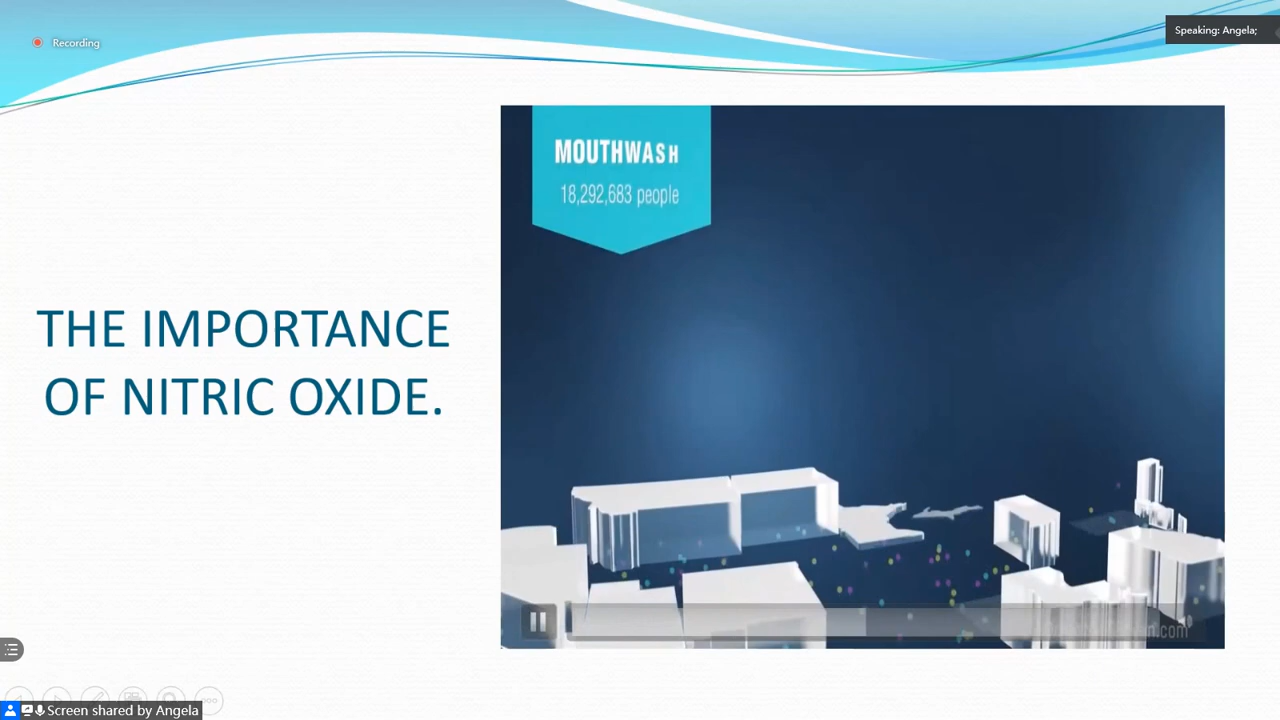 Recording
Speaking: Angela;
MOUTHWASH
18,292,683 people
THE IMPORTANCE
OF NITRIC OXIDE.
Screen shared by Angela